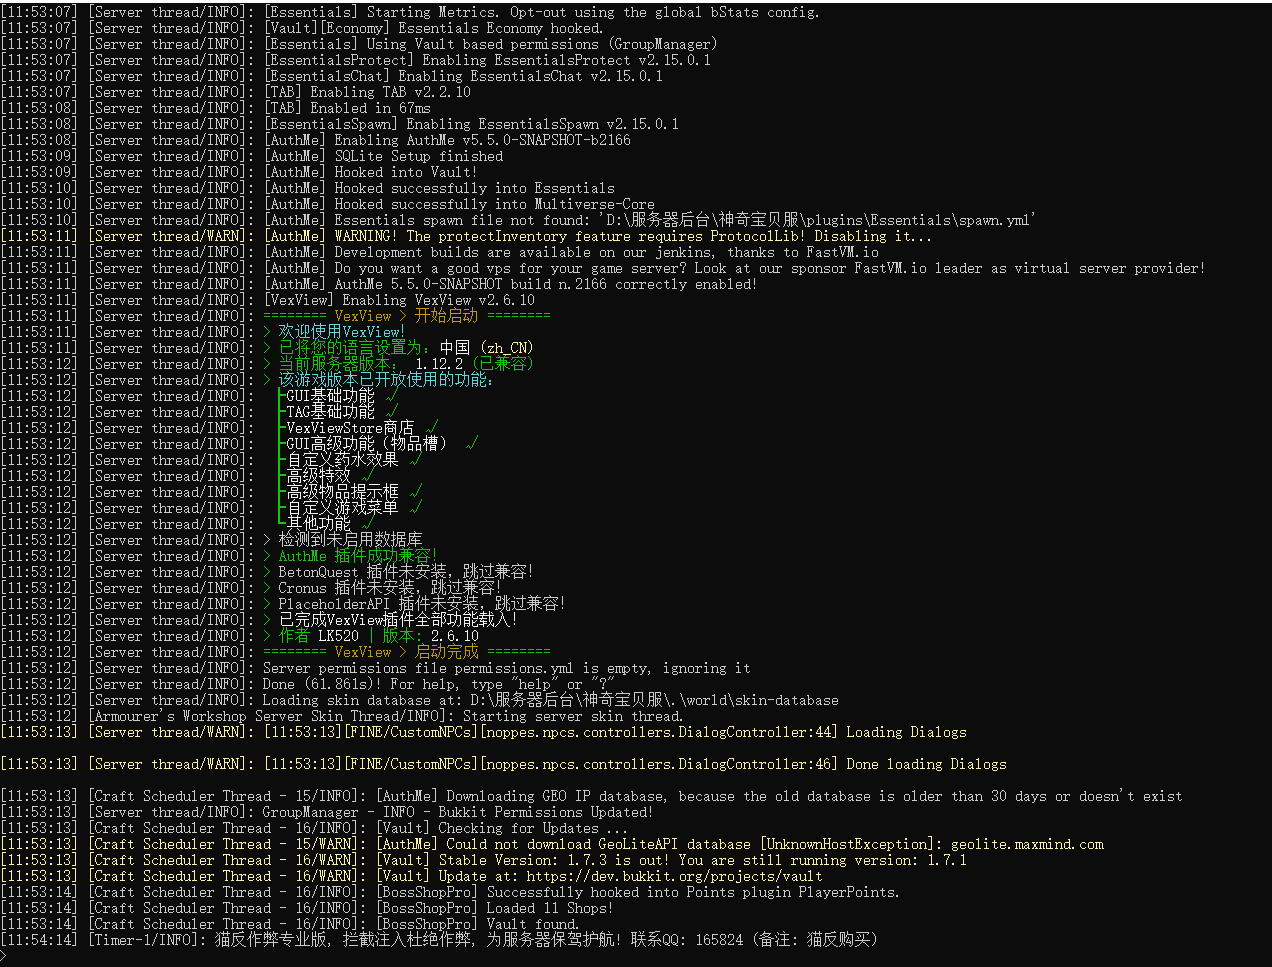 [11:53:07] [Server thread/INFO]: [Essentials] Starting Metrics. Opt-out using the global bStats config.
[11:53:07] [Server thread/INFO]: [Vault][Economy] Essentials Economy hooked.
[11:53:07] [Server thread/INFO]: [Essentials] Using Vault based permissions (GroupManager)
[11:53:07] [Server thread/INFO]: [EssentialsProtect] Enabling EssentialsProtect v2.15.0.1
[11:53:07] [Server thread/INFO]: [EssentialsChat] Enabling EssentialsChat v2.15.0.1
[11:53:07] [Server thread/INFO]: [TAB] Enabling TAB v2.2.10
[11:53:08] [Server thread/INFO]: [TAB] Enabled in 67ms
[11:53:08] [Server thread/INFO]: [EssentialsSpawn] Enabling EssentialsSpawn v2.15.0.1
[11:53:08] [Server thread/INFO]: [AuthMe] Enabling AuthMe v5.5.0-SNAPSHOT-b2166
[11:53:09] [Server thread/INFO]: [AuthMe] SQLite Setup finished
[11:53:09] [Server thread/INFO]: [AuthMe] Hooked into Vault!
[11:53:10] [Server thread/INFO]: [AuthMe] Hooked successfully into Essentials
[11:53:10] [Server thread/INFO]: [AuthMe] Hooked successfully into Multiverse-Core
[11:53:10] [Server thread/INFO]: [AuthMe] Essentials spawn file not found: 'D:\服务器后台\神奇宝贝服\plugins\Essentials\spawn.yml'
[11:53:11] [Server thread/WARN]: [AuthMe] WARNING! The protectInventory feature requires ProtocolLib! Disabling it...
[11:53:11] [Server thread/INFO]: [AuthMe] Development builds are available on our jenkins, thanks to FastVM.io
[11:53:11] [Server thread/INFO]: [AuthMe] Do you want a good vps for your game server? Look at our sponsor FastVM.io leader as virtual server provider!
[11:53:11] [Server thread/INFO]: [AuthMe] AuthMe 5.5.0-SNAPSHOT build n.2166 correctly enabled!
[11:53:11] [Server thread/INFO]: [VexView] Enabling VexView v2.6.10
[11:53:11] [Server thread/INFO]: ======== VexView > 开始启动 ========
[11:53:11] [Server thread/INFO]: > 欢迎使用VexView!
[11:53:11] [Server thread/INFO]: > 已将您的语言设置为: 中国 (zh_CN)
[11:53:11] [Server thread/INFO]: > 当前服务器版本: 1.12.2 (已兼容)
[11:53:11] [Server thread/INFO]: > 该游戏版本已开放使用的功能:
[11:53:12] [Server thread/INFO]: ┣GUI基础功能 √
[11:53:12] [Server thread/INFO]: ┣TAG基础功能 √
[11:53:12] [Server thread/INFO]: ┣VexViewStore商店 √
[11:53:12] [Server thread/INFO]: ┣GUI高级功能（物品槽） √
[11:53:12] [Server thread/INFO]: ┣自定义药水效果 √
[11:53:12] [Server thread/INFO]: ┣高级特效 √
[11:53:12] [Server thread/INFO]: ┣高级物品提示框 √
[11:53:12] [Server thread/INFO]: ┣自定义游戏菜单 √
[11:53:12] [Server thread/INFO]: ┗其他功能 √
[11:53:12] [Server thread/INFO]: > 检测到未启用数据库
[11:53:12] [Server thread/INFO]: > AuthMe 插件成功兼容!
[11:53:12] [Server thread/INFO]: > BetonQuest 插件未安装, 跳过兼容!
[11:53:12] [Server thread/INFO]: > Cronus 插件未安装, 跳过兼容!
[11:53:12] [Server thread/INFO]: > PlaceholderAPI 插件未安装, 跳过兼容!
[11:53:12] [Server thread/INFO]: > 已完成VexView插件全部功能载入!
[11:53:12] [Server thread/INFO]: > 作者 LK520 | 版本: 2.6.10
[11:53:12] [Server thread/INFO]: ======== VexView > 启动完成 ========
[11:53:12] [Server thread/INFO]: Server permissions file permissions.yml is empty, ignoring it
[11:53:12] [Server thread/INFO]: Done (61.861s)! For help, type "help" or "?"
[11:53:12] [Server thread/INFO]: Loading skin database at: D:\服务器后台\神奇宝贝服\.\world\skin-database
[11:53:12] [Armourer's Workshop Server Skin Thread/INFO]: Starting server skin thread.
[11:53:13] [Server thread/WARN]: [11:53:13][FINE/CustomNPCs][noppes.npcs.controllers.DialogController:44] Loading Dialogs
[11:53:13] [Server thread/WARN]: [11:53:13][FINE/CustomNPCs][noppes.npcs.controllers.DialogController:46] Done loading Dialogs
[11:53:13] [Craft Scheduler Thread - 15/INFO]: [AuthMe] Downloading GEO IP database, because the old database is older than 30 days or doesn't exist
[11:53:13] [Server thread/INFO]: GroupManager - INFO - Bukkit Permissions Updated!
[11:53:13] [Craft Scheduler Thread - 16/INFO]: [Vault] Checking for Updates ...
[11:53:13] [Craft Scheduler Thread - 15/WARN]: [AuthMe] Could not download GeoLiteAPI database [UnknownHostException]: geolite.maxmind.com
[11:53:13] [Craft Scheduler Thread - 16/WARN]: [Vault] Stable Version: 1.7.3 is out! You are still running version: 1.7.1
[11:53:13] [Craft Scheduler Thread - 16/WARN]: [Vault] Update at: https://dev.bukkit.org/projects/vault
[11:53:14] [Craft Scheduler Thread - 16/INFO]: [BossShopPro] Successfully hooked into Points plugin PlayerPoints.
[11:53:14] [Craft Scheduler Thread - 16/INFO]: [BossShopPro] Loaded 11 Shops!
[11:53:14] [Craft Scheduler Thread - 16/INFO]: [BossShopPro] Vault found.
[11:54:14] [Timer-1/INFO]: 猫反作弊专业版, 拦截注入杜绝作弊, 为服务器保驾护航! 联系QQ: 165824 (备注: 猫反购买)
>